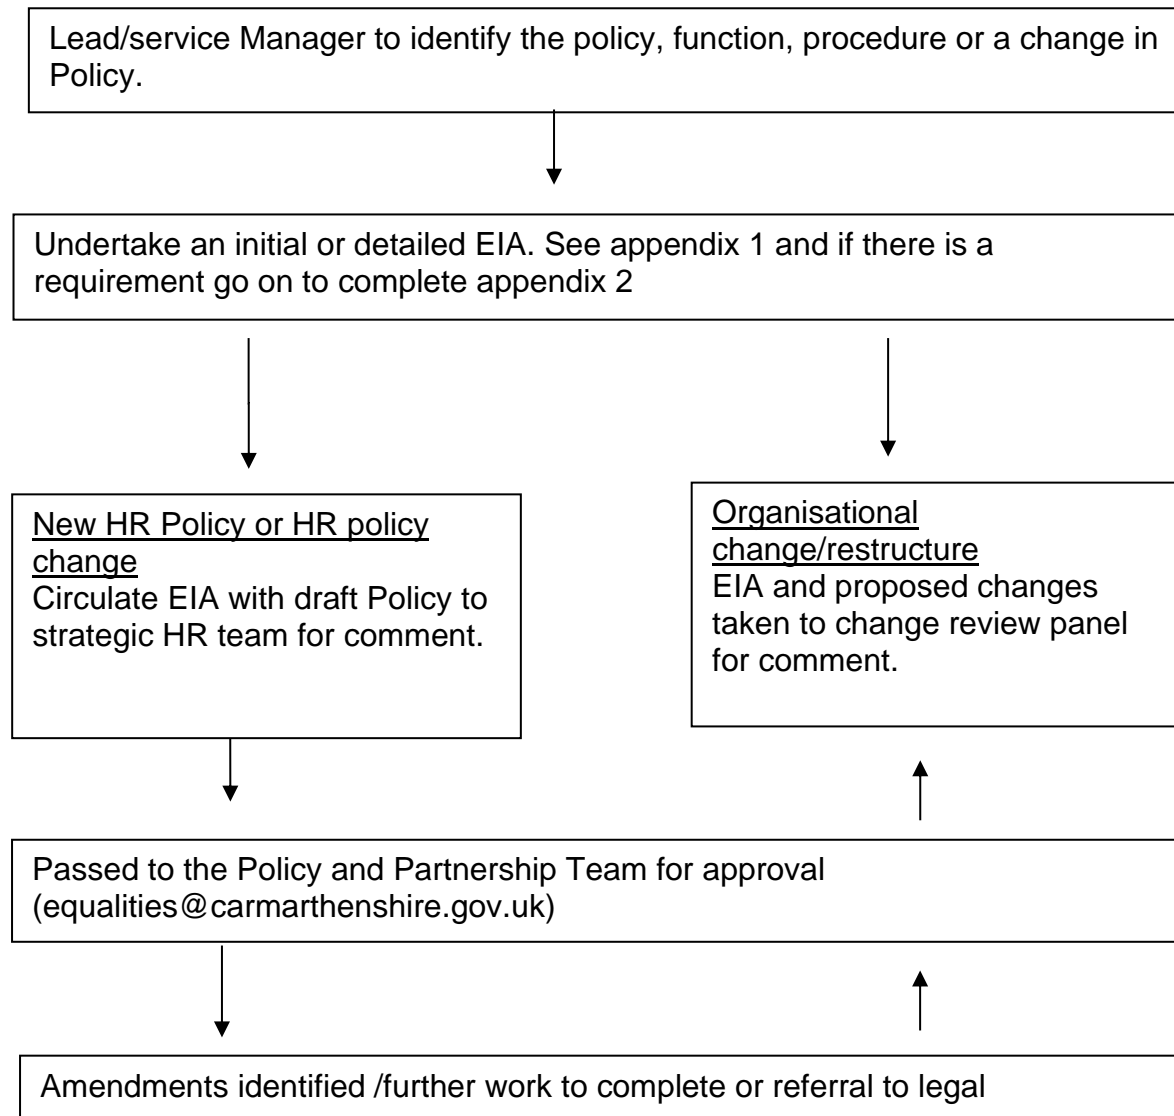 Lead/service Manager to identify the policy, function, procedure or a change in
Policy.
Undertake an initial or detailed EIA. See appendix 1 and if there is a
requirement go on to complete appendix 2
New HR Policy or HR policy
change
Circulate EIA with draft Policy to
strategic HR team for comment.
Organisational
change/restructure
EIA and proposed changes
taken to change review panel
for comment.
Passed to the Policy and Partnership Team for approval
(equalities@carmarthenshire.gov.uk)
Amendments identified /further work to complete or referral to legal